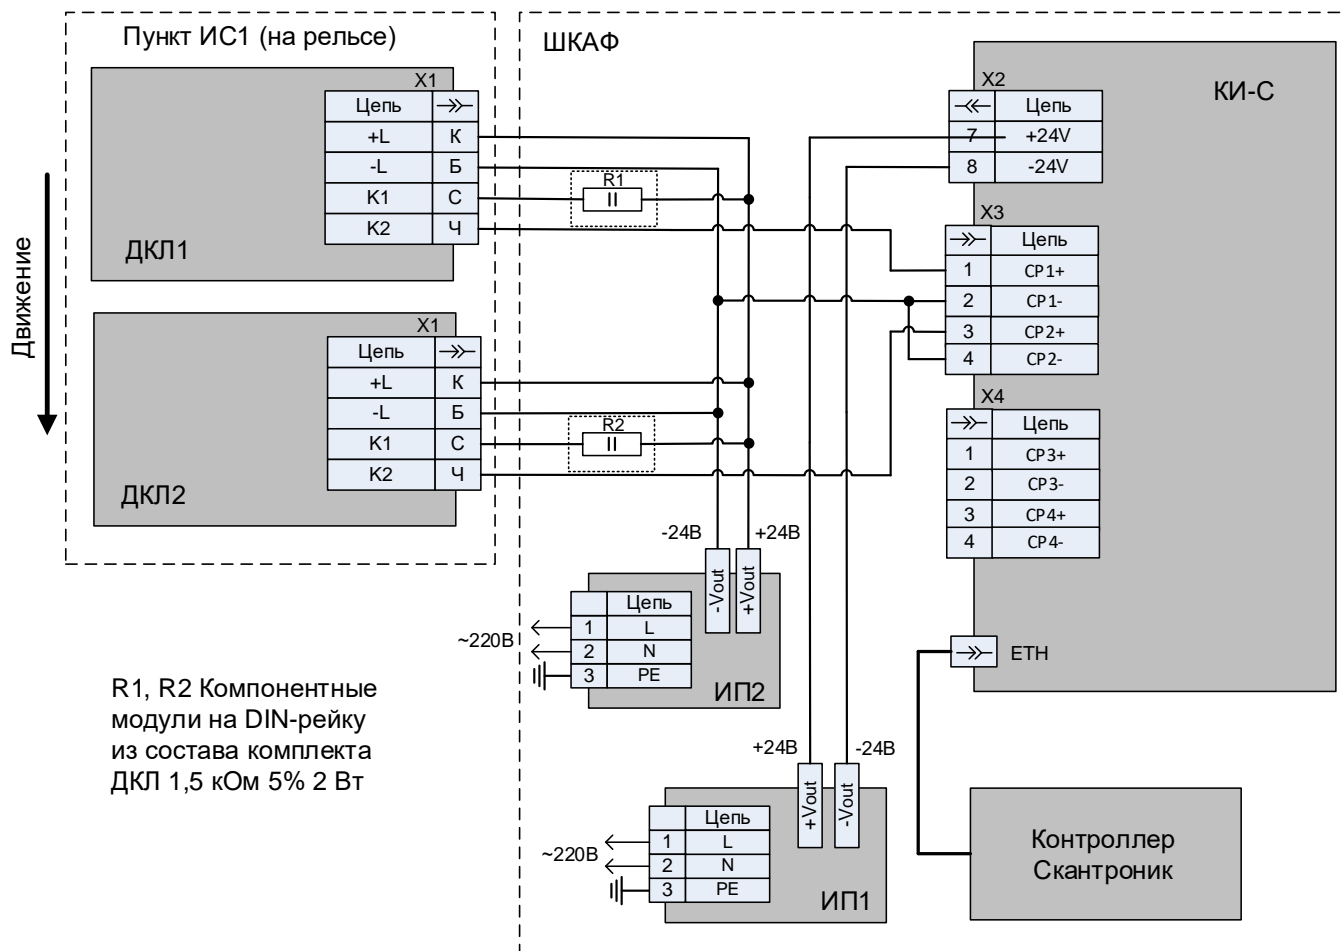 Пункт ИС1 (на рельсе)
ШКАФ
Движение
ДКЛ1
X1
Цепь
+L К
-L Б
K1 С
K2 Ч
ДКЛ2
X1
Цепь
+L К
-L Б
K1 С
K2 Ч
R1
R2
КИ-С
X2
Цепь
7 +24V
8 -24V
X3
Цепь
1 CP1+
2 CP1-
3 CP2+
4 CP2-
X4
Цепь
1 CP3+
2 CP3-
3 CP4+
4 CP4-
ETH
-24В +24В
-Vout +Vout
Цепь
1 L
2 N
3 PE
~220В
ИП2
+24В -24В
+Vout -Vout
Цепь
1 L
2 N
3 PE
~220В
ИП1
R1, R2 Компонентные
модули на DIN-рейку
из состава комплекта
ДКЛ 1,5 кОм 5% 2 Вт
Контроллер
Скантроник